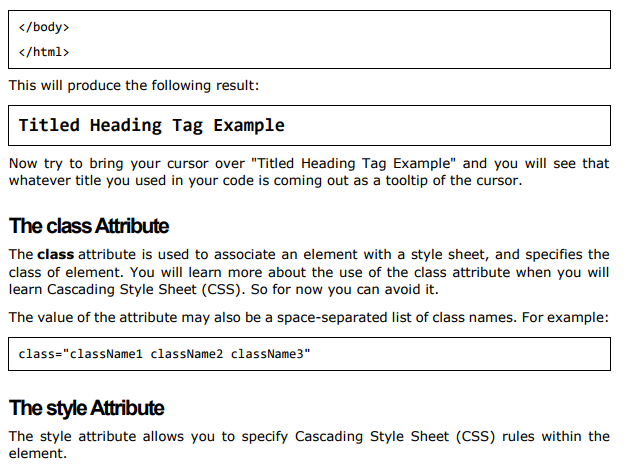 </body>
</html>
This will produce the following result:
Titled Heading Tag Example
Now try to bring your cursor over "Titled Heading Tag Example" and you will see that
whatever title you used in your code is coming out as a tooltip of the cursor.
The class Attribute
The class attribute is used to associate an element with a style sheet, and specifies the
class of element. You will learn more about the use of the class attribute when you will
learn Cascading Style Sheet (CSS). So for now you can avoid it.
The value of the attribute may also be a space-separated list of class names. For example:
class="className1 className2 className3"
The style Attribute
The style attribute allows you to specify Cascading Style Sheet (CSS) rules within the
element.